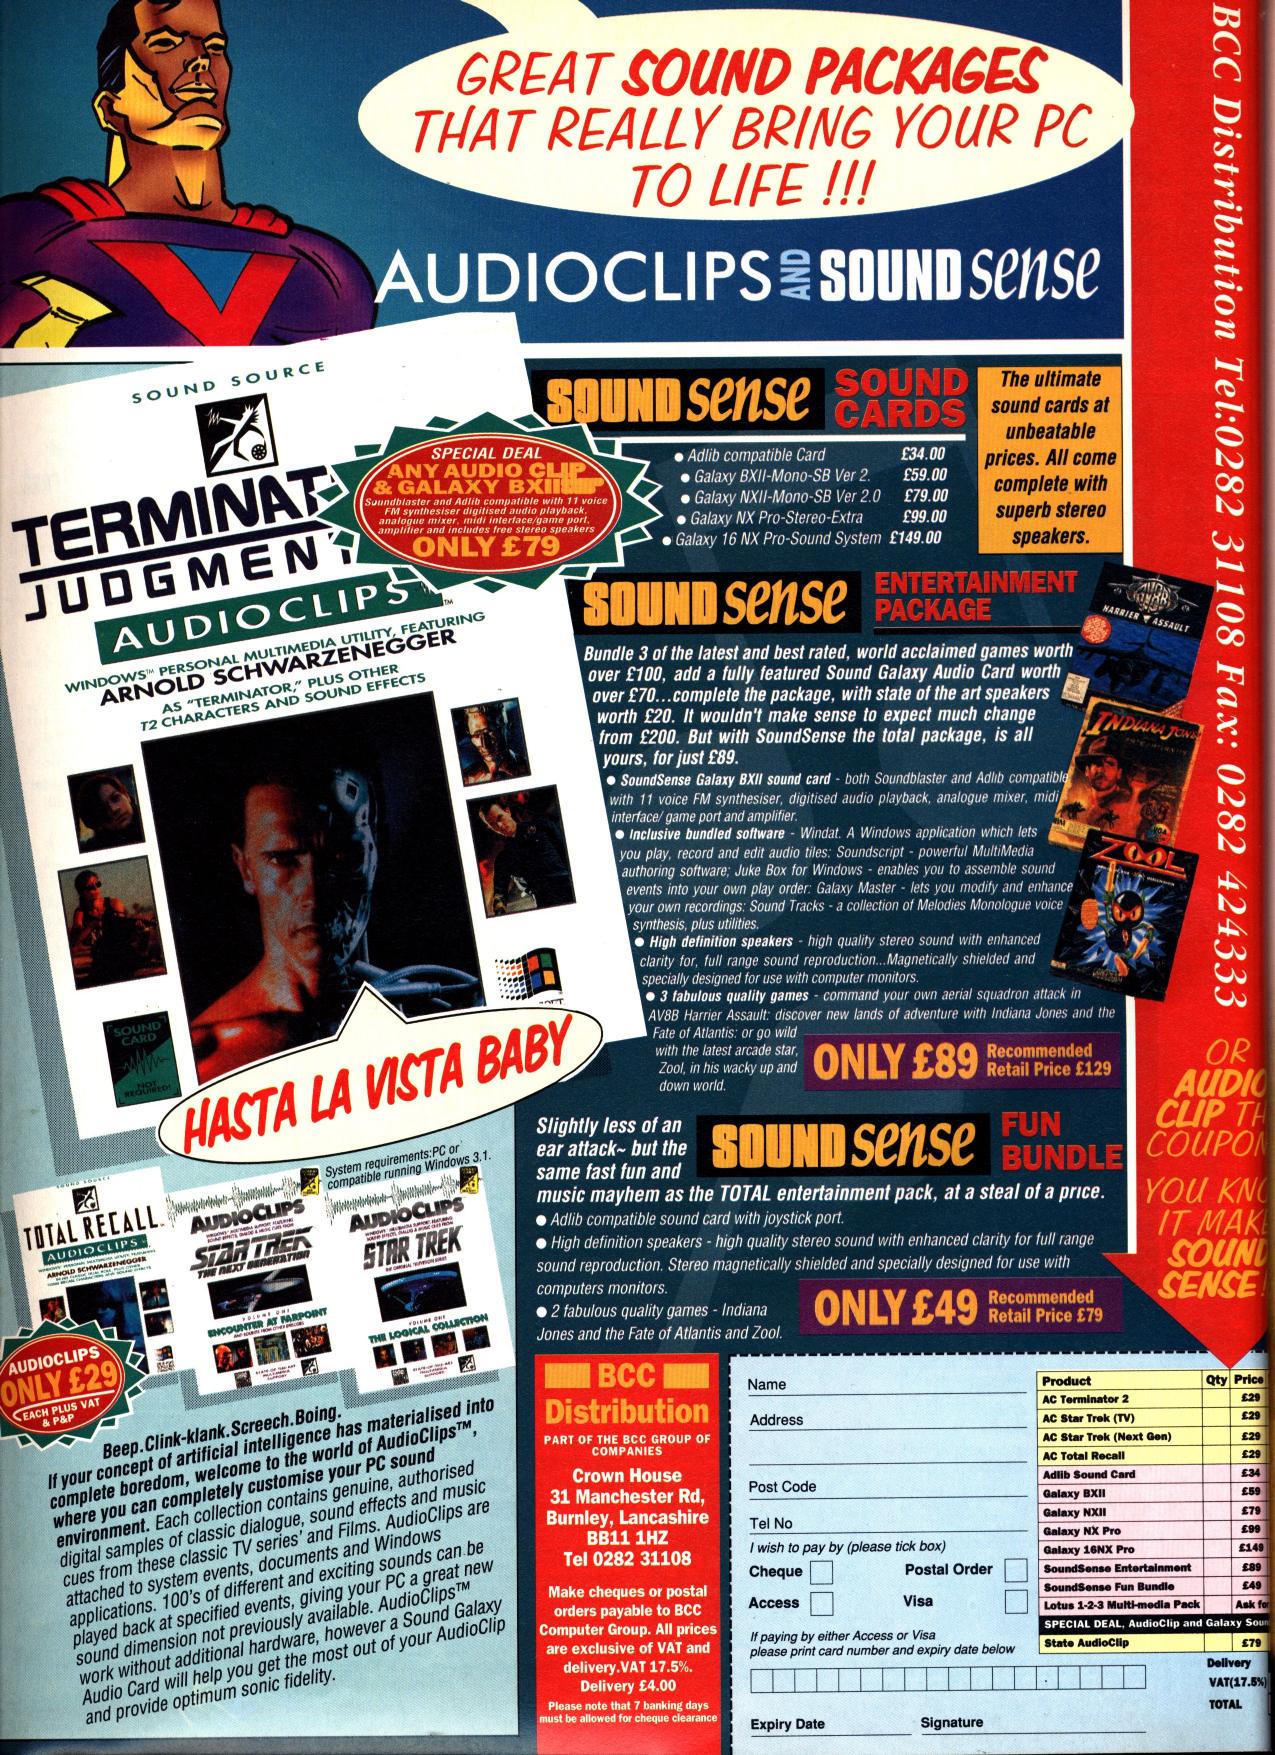 GREAT SOUND PACKAGES
THAT REALLY BRING YOUR PC
TO LIFE !!!
AUDIOCLIPS AND SOUND sense
SOUND SOURCE
TERMINAT
JUDGMEN
AUDIOCLIPS™
WINDOWS™ PERSONAL MULTIMEDIA UTILITY, FEATURING
ARNOLD SCHWARZENEGGER
AS "TERMINATOR," PLUS OTHER
T2 CHARACTERS AND SOUND EFFECTS
SOUND
CARD
NOT
REQUIRED!
HASTA LA VISTA BABY
SPECIAL DEAL
ANY AUDIO CLIP
& GALAXY BXII
Soundblaster and Adlib compatible with 11 voice
FM synthesiser digitised audio playback,
analogue mixer, midi interface/game port,
amplifier and includes free stereo speakers
ONLY £79
SOUND sense SOUND
CARDS
● Adlib compatible Card £34.00
● Galaxy BXII-Mono-SB Ver 2. £59.00
● Galaxy NXII-Mono-SB Ver 2.0 £79.00
● Galaxy NX Pro-Stereo-Extra £99.00
● Galaxy 16 NX Pro-Sound System £149.00
The ultimate
sound cards at
unbeatable
prices. All come
complete with
superb stereo
speakers.
SOUND sense ENTERTAINMENT
PACKAGE
Bundle 3 of the latest and best rated, world acclaimed games worth
over £100, add a fully featured Sound Galaxy Audio Card worth
over £70...complete the package, with state of the art speakers
worth £20. It wouldn't make sense to expect much change
from £200. But with SoundSense the total package, is all
yours, for just £89.
● SoundSense Galaxy BXII sound card - both Soundblaster and Adlib compatible
with 11 voice FM synthesiser, digitised audio playback, analogue mixer, midi
interface/ game port and amplifier.
● Inclusive bundled software - Windat. A Windows application which lets
you play, record and edit audio tiles: Soundscript - powerful MultiMedia
authoring software; Juke Box for Windows - enables you to assemble sound
events into your own play order: Galaxy Master - lets you modify and enhance
your own recordings: Sound Tracks - a collection of Melodies Monologue voice
synthesis, plus utilities.
● High definition speakers - high quality stereo sound with enhanced
clarity for, full range sound reproduction...Magnetically shielded and
specially designed for use with computer monitors.
● 3 fabulous quality games - command your own aerial squadron attack in
AV8B Harrier Assault: discover new lands of adventure with Indiana Jones and the
Fate of Atlantis: or go wild
with the latest arcade star,
Zool, in his wacky up and
down world.
ONLY £89 Recommended
Retail Price £129
HARRIER ▼ ASSAULT
INDIANA JONES
ZOOL
Slightly less of an
ear attack~ but the
same fast fun and
SOUND sense FUN
BUNDLE
music mayhem as the TOTAL entertainment pack, at a steal of a price.
● Adlib compatible sound card with joystick port.
● High definition speakers - high quality stereo sound with enhanced clarity for full range
sound reproduction. Stereo magnetically shielded and specially designed for use with
computers monitors.
● 2 fabulous quality games - Indiana
Jones and the Fate of Atlantis and Zool.
ONLY £49 Recommended
Retail Price £79
System requirements:PC or
compatible running Windows 3.1.
SOUND SOURCE
TOTAL RECALL
AUDIOCLIPS
ARNOLD SCHWARZENEGGER
AUDIOCLIPS
STAR TREK
THE NEXT GENERATION
VOLUME ONE
ENCOUNTER AT FARPOINT
AUDIOCLIPS
STAR TREK
VOLUME ONE
THE LOGICAL COLLECTION
AUDIOCLIPS
ONLY £29
EACH PLUS VAT
& P&P
Beep.Clink-klank.Screech.Boing.
If your concept of artificial intelligence has materialised into
complete boredom, welcome to the world of AudioClips™,
where you can completely customise your PC sound
environment. Each collection contains genuine, authorised
digital samples of classic dialogue, sound effects and music
cues from these classic TV series' and Films. AudioClips are
attached to system events, documents and Windows
applications. 100's of different and exciting sounds can be
played back at specified events, giving your PC a great new
sound dimension not previously available. AudioClips™
work without additional hardware, however a Sound Galaxy
Audio Card will help you get the most out of your AudioClip
and provide optimum sonic fidelity.
BCC
Distribution
PART OF THE BCC GROUP OF
COMPANIES
Crown House
31 Manchester Rd,
Burnley, Lancashire
BB11 1HZ
Tel 0282 31108
Make cheques or postal
orders payable to BCC
Computer Group. All prices
are exclusive of VAT and
delivery.VAT 17.5%.
Delivery £4.00
Please note that 7 banking days
must be allowed for cheque clearance
Name
Address
Post Code
Tel No
I wish to pay by (please tick box)
Cheque Postal Order
Access Visa
If paying by either Access or Visa
please print card number and expiry date below
Expiry Date Signature
Product Qty Price
AC Terminator 2 £29
AC Star Trek (TV) £29
AC Star Trek (Next Gen) £29
AC Total Recall £29
Adlib Sound Card £34
Galaxy BXII £59
Galaxy NXII £79
Galaxy NX Pro £99
Galaxy 16NX Pro £149
SoundSense Entertainment £89
SoundSense Fun Bundle £49
Lotus 1-2-3 Multi-media Pack Ask for
SPECIAL DEAL, AudioClip and Galaxy Soun
State AudioClip £79
Delivery
VAT(17.5%)
TOTAL
BCC Distribution Tel:0282 31108 Fax: 0282 424333
OR
AUDIO
CLIP TH
COUPON
YOU KNO
IT MAKE
SOUND
SENSE !